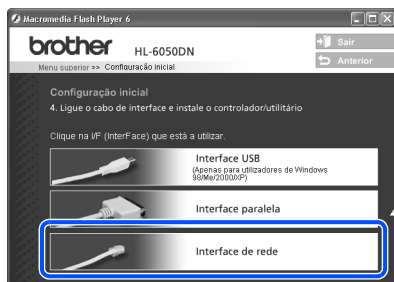 Macromedia Flash Player 6
brother HL-6050DN
Sair
Menu superior >> Configuração inicial
Anterior
Configuração inicial
4. Ligue o cabo de interface e instale o controlador/utilitário
Clique na I/F (InterFace) que está a utilizar.
Interface USB
(Apenas para utilizadores de Windows
98/Me/2000/XP)
Interface paralela
Interface de rede